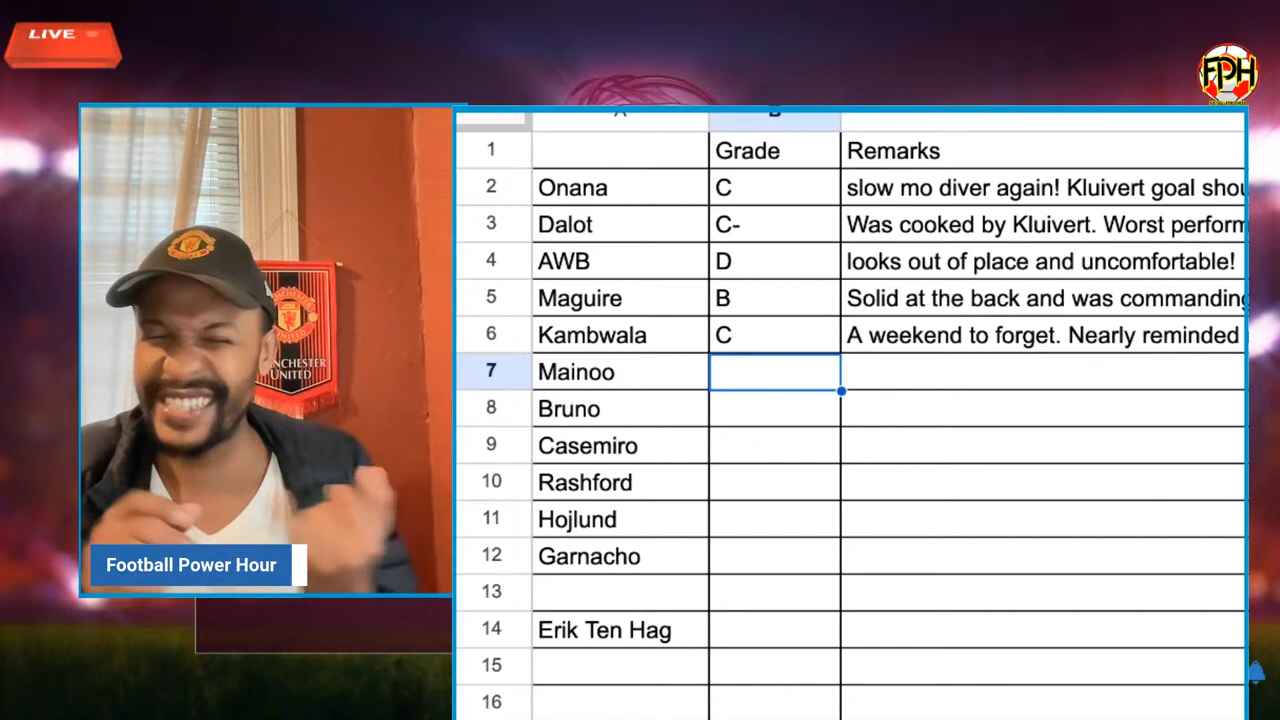 LIVE
FPH
A
B
1
Grade
Remarks
2
Onana
C
slow mo diver again! Kluivert goal shou
3
Dalot
C-
Was cooked by Kluivert. Worst perform
4
AWB
D
looks out of place and uncomfortable!
5
Maguire
B
Solid at the back and was commanding
6
Kambwala
C
A weekend to forget. Nearly reminded
7
Mainoo
8
Bruno
9
Casemiro
10
Rashford
11
Hojlund
12
Garnacho
13
14
Erik Ten Hag
15
16
MANCHESTER
UNITED
Football Power Hour